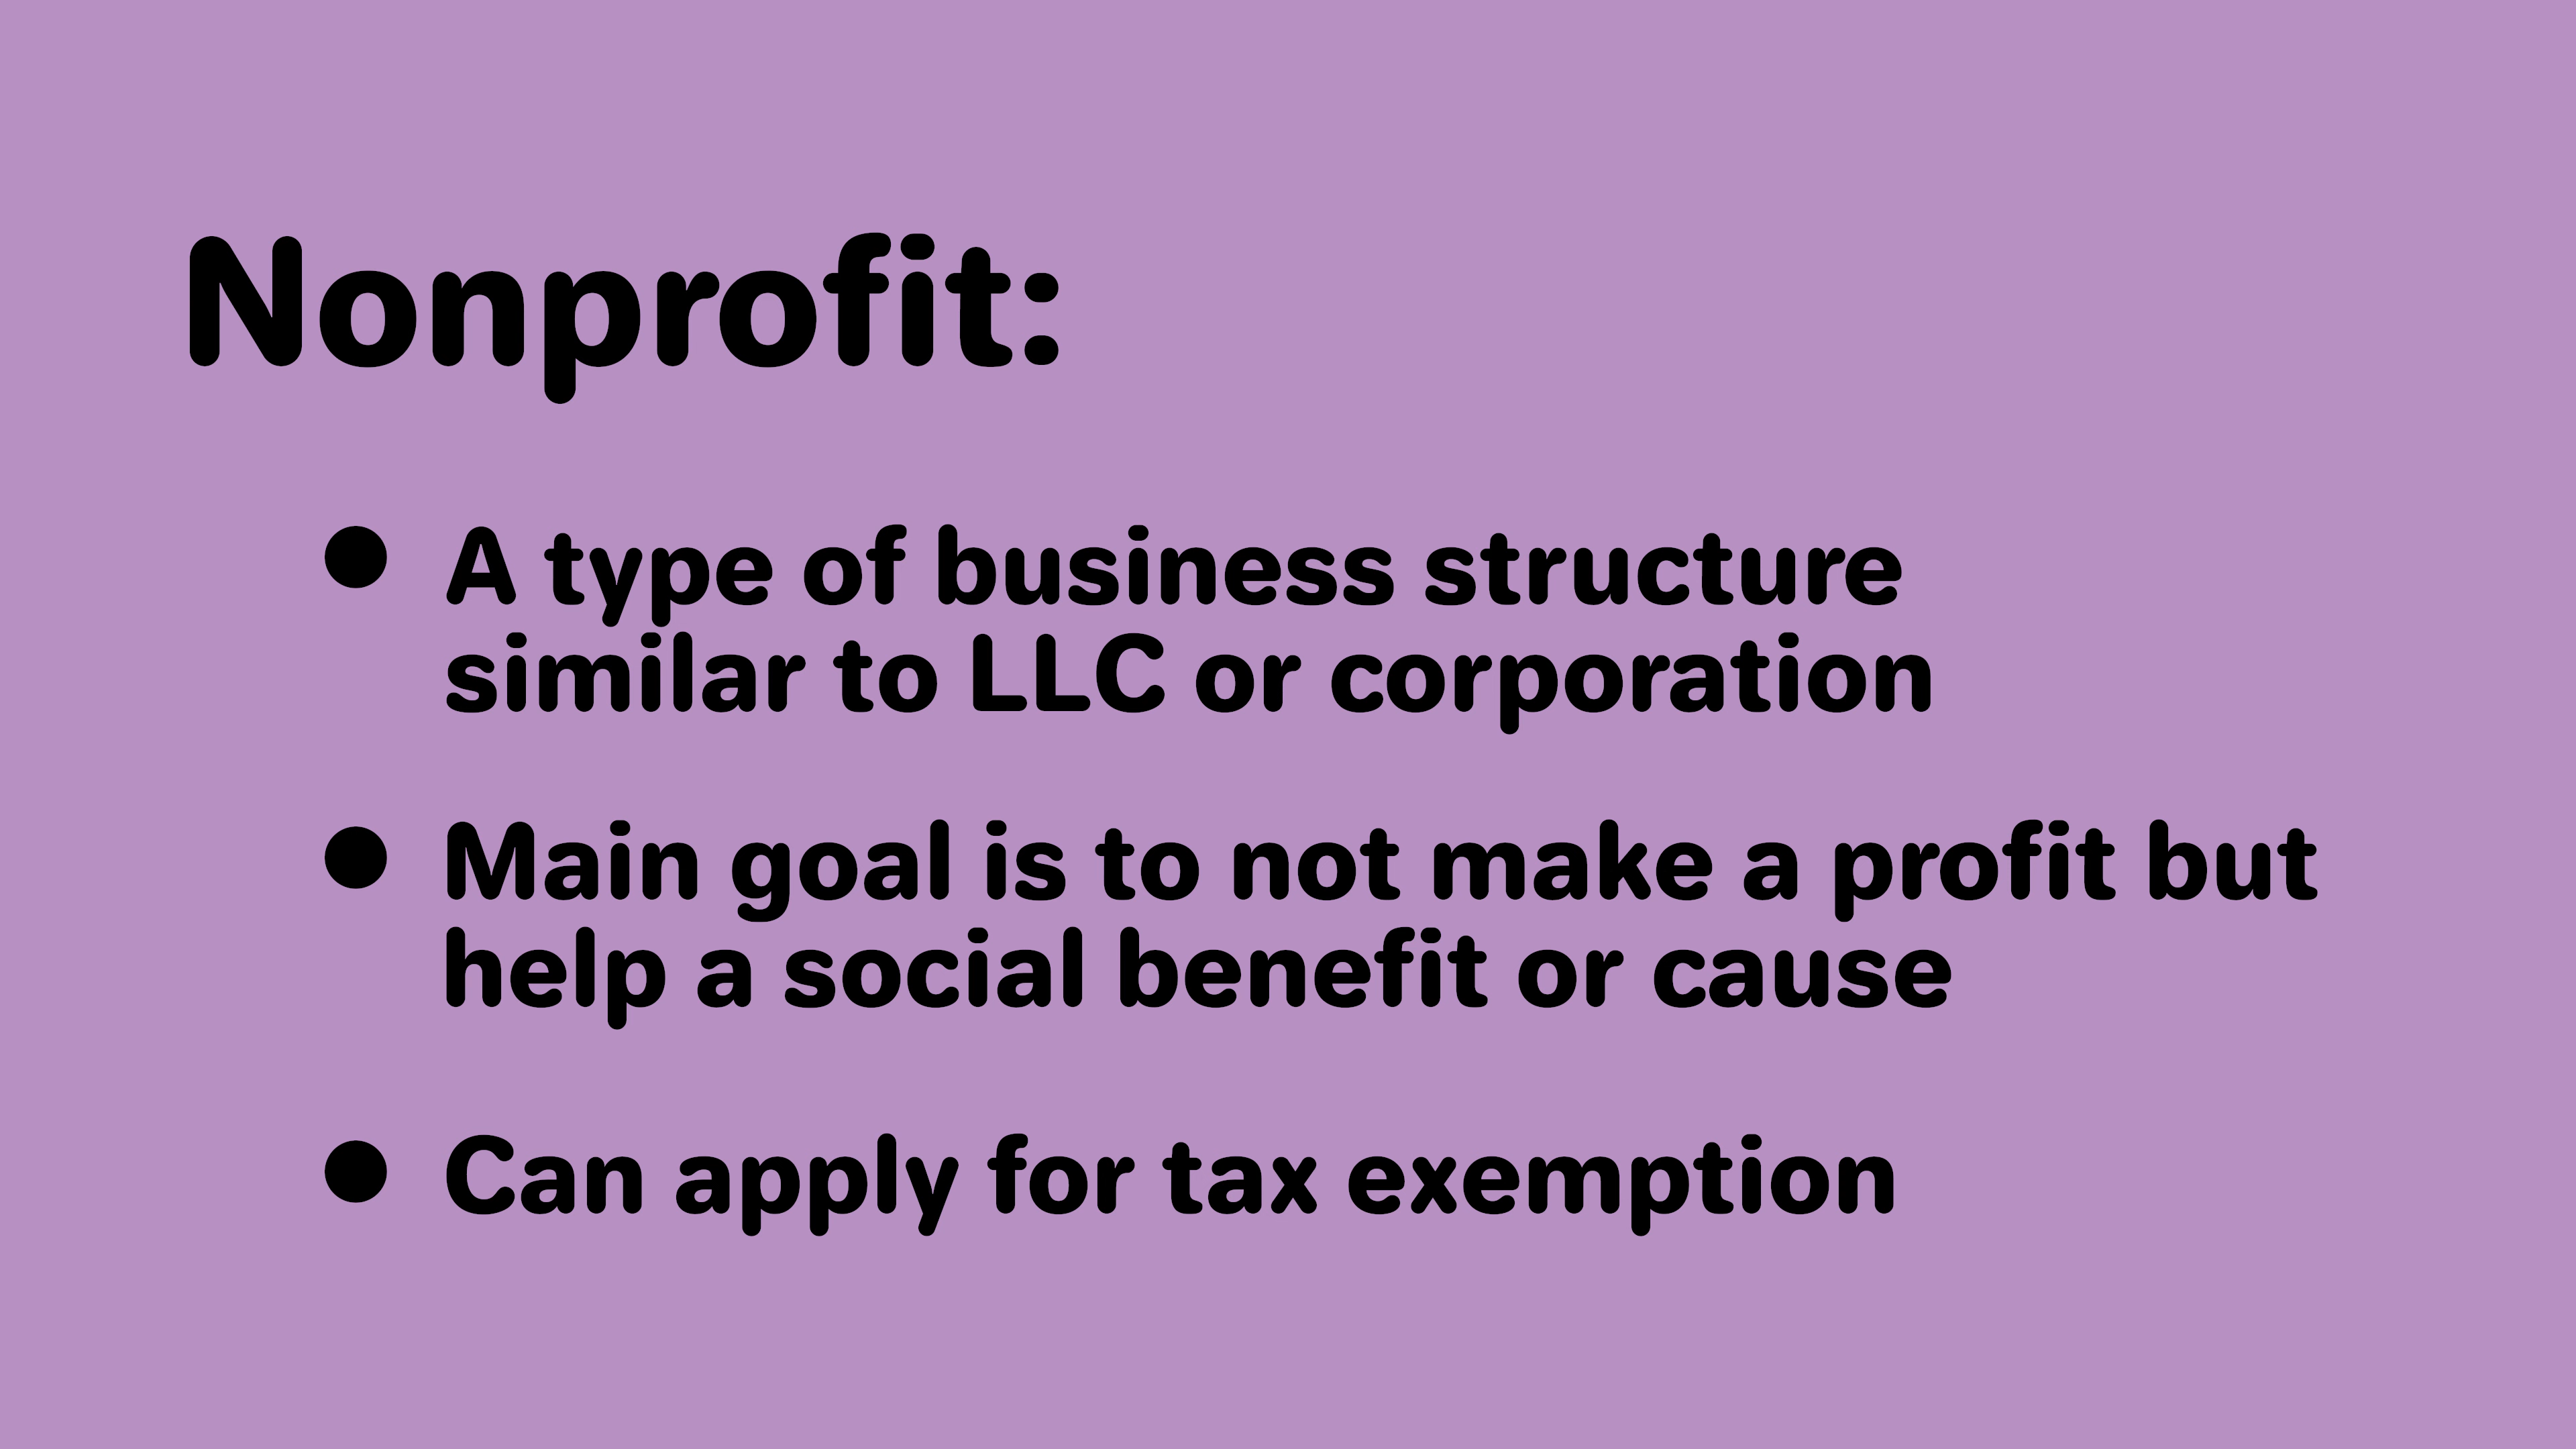 Nonprofit:
● A type of business structure
similar to LLC or corporation
● Main goal is to not make a profit but
help a social benefit or cause
● Can apply for tax exemption